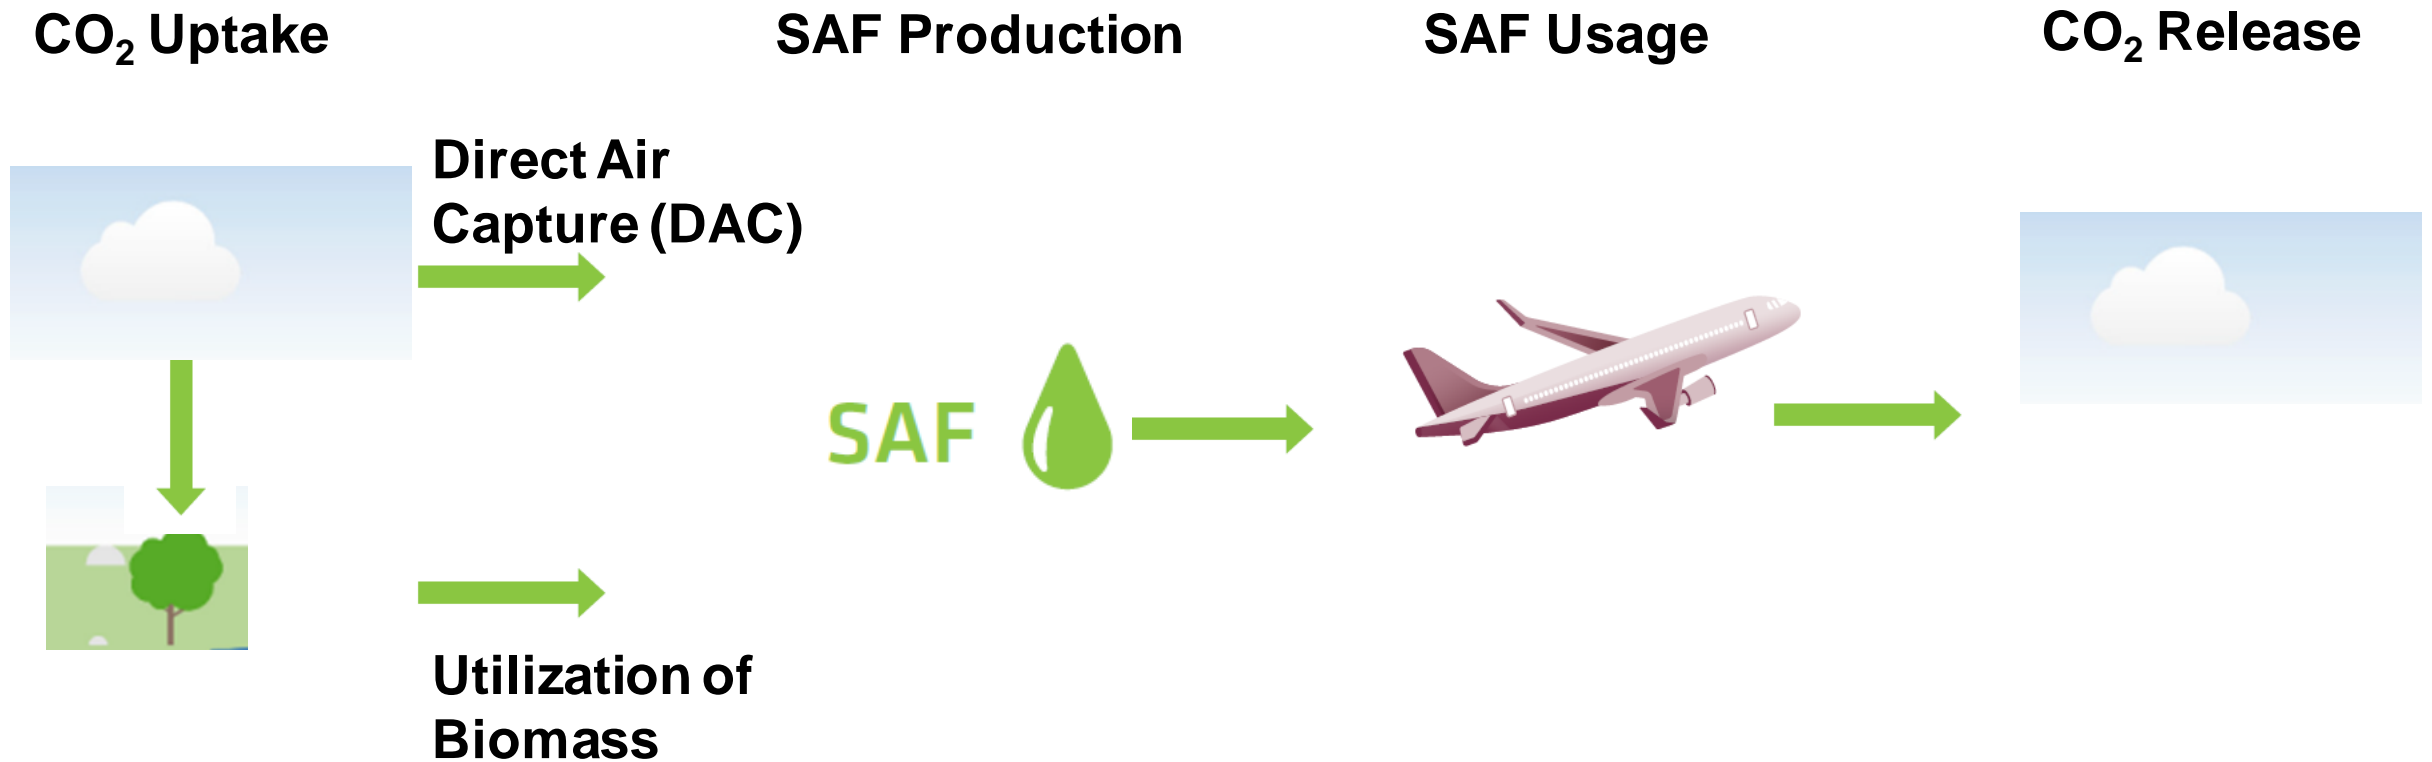 CO₂ Uptake
SAF Production
SAF Usage
CO₂ Release
Direct Air
Capture (DAC)
SAF
Utilization of
Biomass